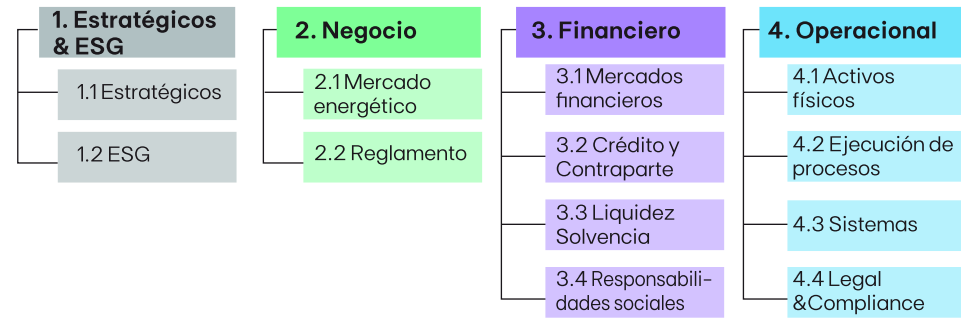 1. Estratégicos
& ESG
1.1 Estratégicos
1.2 ESG
2. Negocio
2.1 Mercado
energético
2.2 Reglamento
3. Financiero
3.1 Mercados
financieros
3.2 Crédito y
Contraparte
3.3 Liquidez
Solvencia
3.4 Responsabili-
dades sociales
4. Operacional
4.1 Activos
físicos
4.2 Ejecución de
procesos
4.3 Sistemas
4.4 Legal
&Compliance